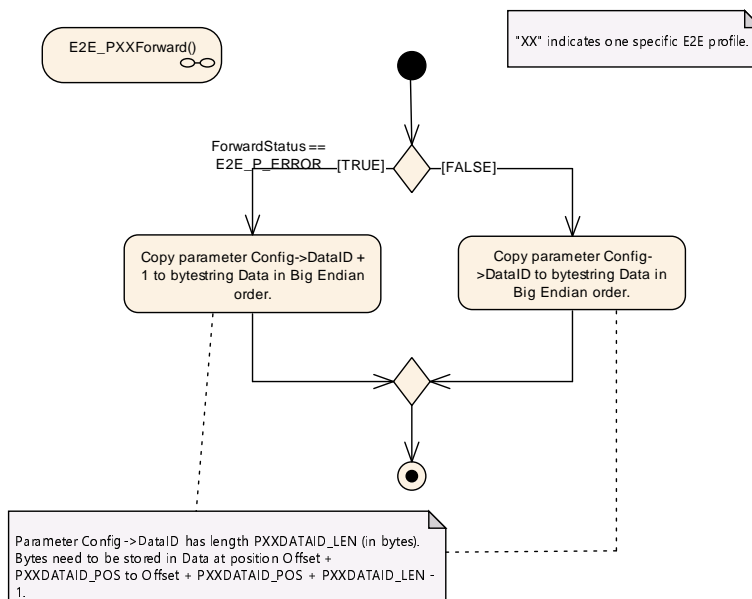 E2E_PXXForward()
"XX" indicates one specific E2E profile.
ForwardStatus ==
E2E_P_ERROR
[TRUE]
[FALSE]
Copy parameter Config->DataID +
1 to bytestring Data in Big Endian
order.
Copy parameter Config-
>DataID to bytestring Data in
Big Endian order.
Parameter Config->DataID has length PXXDATAID_LEN (in bytes).
Bytes need to be stored in Data at position Offset +
PXXDATAID_POS to Offset + PXXDATAID_POS + PXXDATAID_LEN -
1.